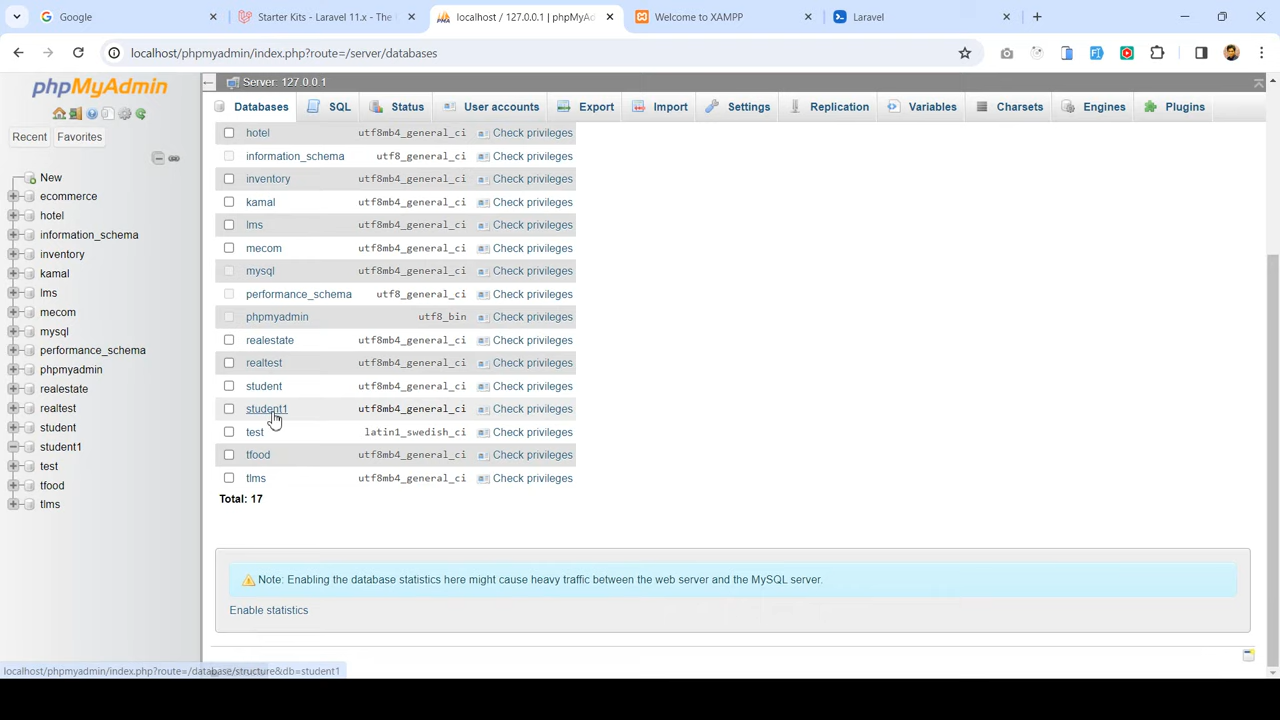 Google
Starter Kits - Laravel 11.x - The
localhost / 127.0.0.1 | phpMyAd
Welcome to XAMPP
Laravel
localhost/phpmyadmin/index.php?route=/server/databases
phpMyAdmin
Recent
Favorites
New
ecommerce
hotel
information_schema
inventory
kamal
lms
mecom
mysql
performance_schema
phpmyadmin
realestate
realtest
student
student1
test
tfood
tlms
Server: 127.0.0.1
Databases SQL Status User accounts Export Import Settings Replication Variables Charsets Engines Plugins
hotel utf8mb4_general_ci Check privileges
information_schema utf8_general_ci Check privileges
inventory utf8mb4_general_ci Check privileges
kamal utf8mb4_general_ci Check privileges
lms utf8mb4_general_ci Check privileges
mecom utf8mb4_general_ci Check privileges
mysql utf8mb4_general_ci Check privileges
performance_schema utf8_general_ci Check privileges
phpmyadmin utf8_bin Check privileges
realestate utf8mb4_general_ci Check privileges
realtest utf8mb4_general_ci Check privileges
student utf8mb4_general_ci Check privileges
student1 utf8mb4_general_ci Check privileges
test latin1_swedish_ci Check privileges
tfood utf8mb4_general_ci Check privileges
tlms utf8mb4_general_ci Check privileges
Total: 17
Note: Enabling the database statistics here might cause heavy traffic between the web server and the MySQL server.
Enable statistics
localhost/phpmyadmin/index.php?route=/database/structure&db=student1